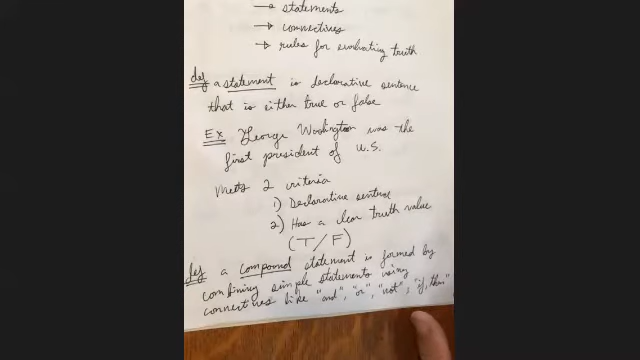 → statements
→ connectives
→ rules for evaluating truth
def a statement is declarative sentence
that is either true or false
Ex George Washington was the
first president of U.S.
Meets 2 criteria
1) Declarative sentence
2) Has a clear truth value
(T/F)
def a compound statement is formed by
combining simple statements using
connectives like "and", "or", "not", "if, then"